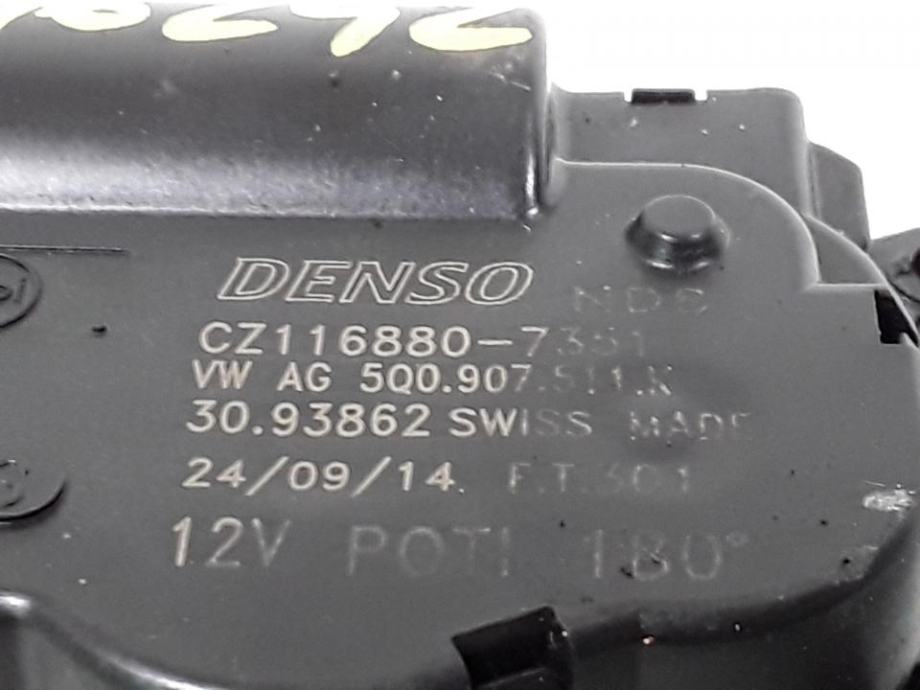 DENSO NDC
CZ116880-7351
VW AG 5Q0.907.511.K
30.93862 SWISS MADE
24/09/14. F.T.301
12V POTI 180°